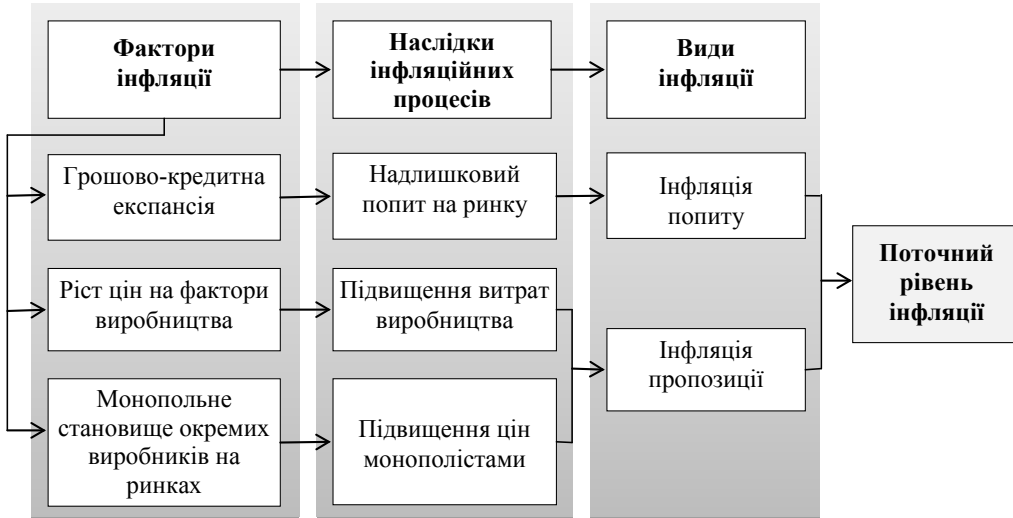 Фактори
інфляції
Наслідки
інфляційних
процесів
Види
інфляції
Грошово-кредитна
експансія
Надлишковий
попит на ринку
Інфляція
попиту
Поточний
рівень
інфляції
Ріст цін на фактори
виробництва
Підвищення витрат
виробництва
Інфляція
пропозиції
Монопольне
становище окремих
виробників на
ринках
Підвищення цін
монополістами